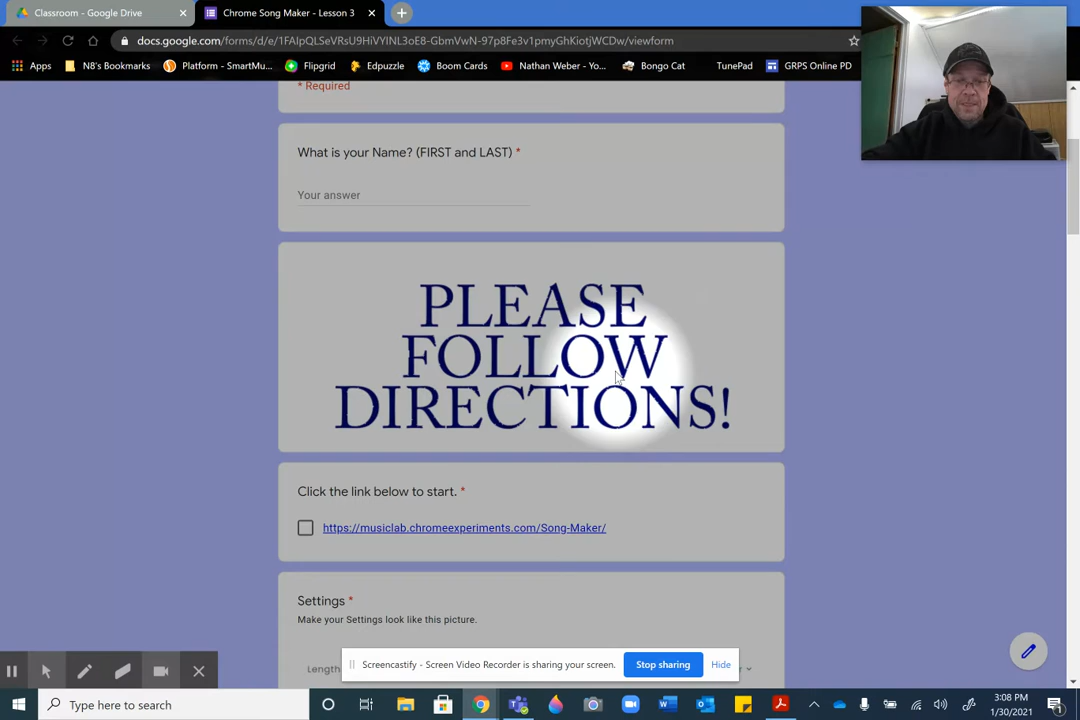 Classroom - Google Drive
Chrome Song Maker - Lesson 3
docs.google.com/forms/d/e/1FAIpQLSeVRsU9HiVYINL3oE8-GbmVwN-97p8Fe3v1pmyGhKiotjWCDw/viewform
Apps N8's Bookmarks Platform - SmartMu... Flipgrid Edpuzzle Boom Cards Nathan Weber - Yo... Bongo Cat TunePad GRPS Online PD
* Required
What is your Name? (FIRST and LAST) *
Your answer
PLEASE
FOLLOW
DIRECTIONS!
Click the link below to start. *
https://musiclab.chromeexperiments.com/Song-Maker/
Settings *
Make your Settings look like this picture.
Length
Screencastify - Screen Video Recorder is sharing your screen. Stop sharing Hide
Type here to search
3:08 PM
1/30/2021